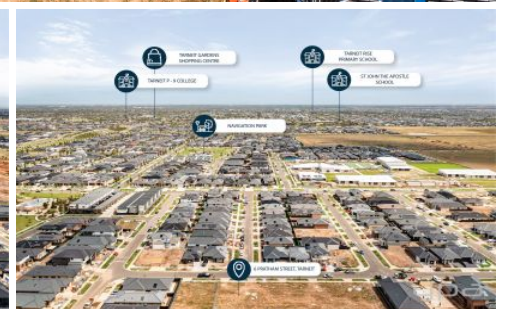 TARNEIT GARDENS
SHOPPING CENTRE
TARNEIT P - 9 COLLEGE
TARNEIT RISE
PRIMARY SCHOOL
ST JOHN THE APOSTLE
SCHOOL
NAVIGATION PARK
6 PRATHAM STREET, TARNEIT